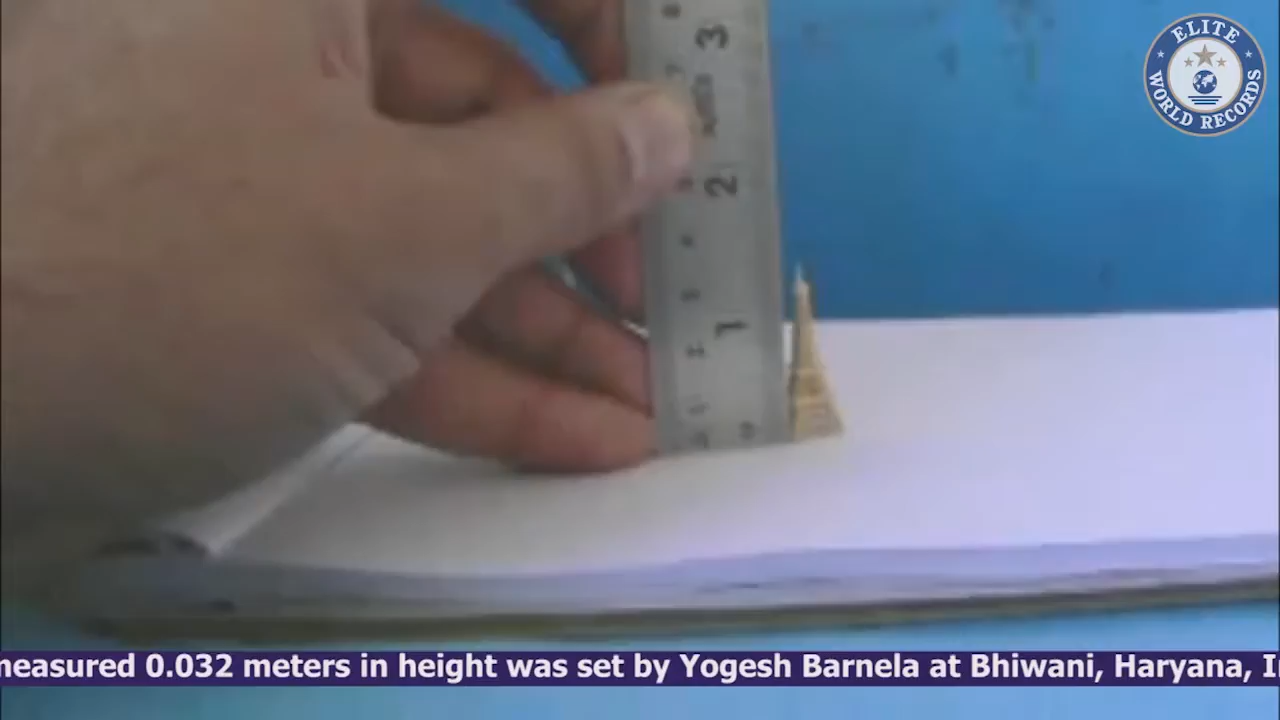 ELITE
WORLD RECORDS
3
2
1
measured 0.032 meters in height was set by Yogesh Barnela at Bhiwani, Haryana,